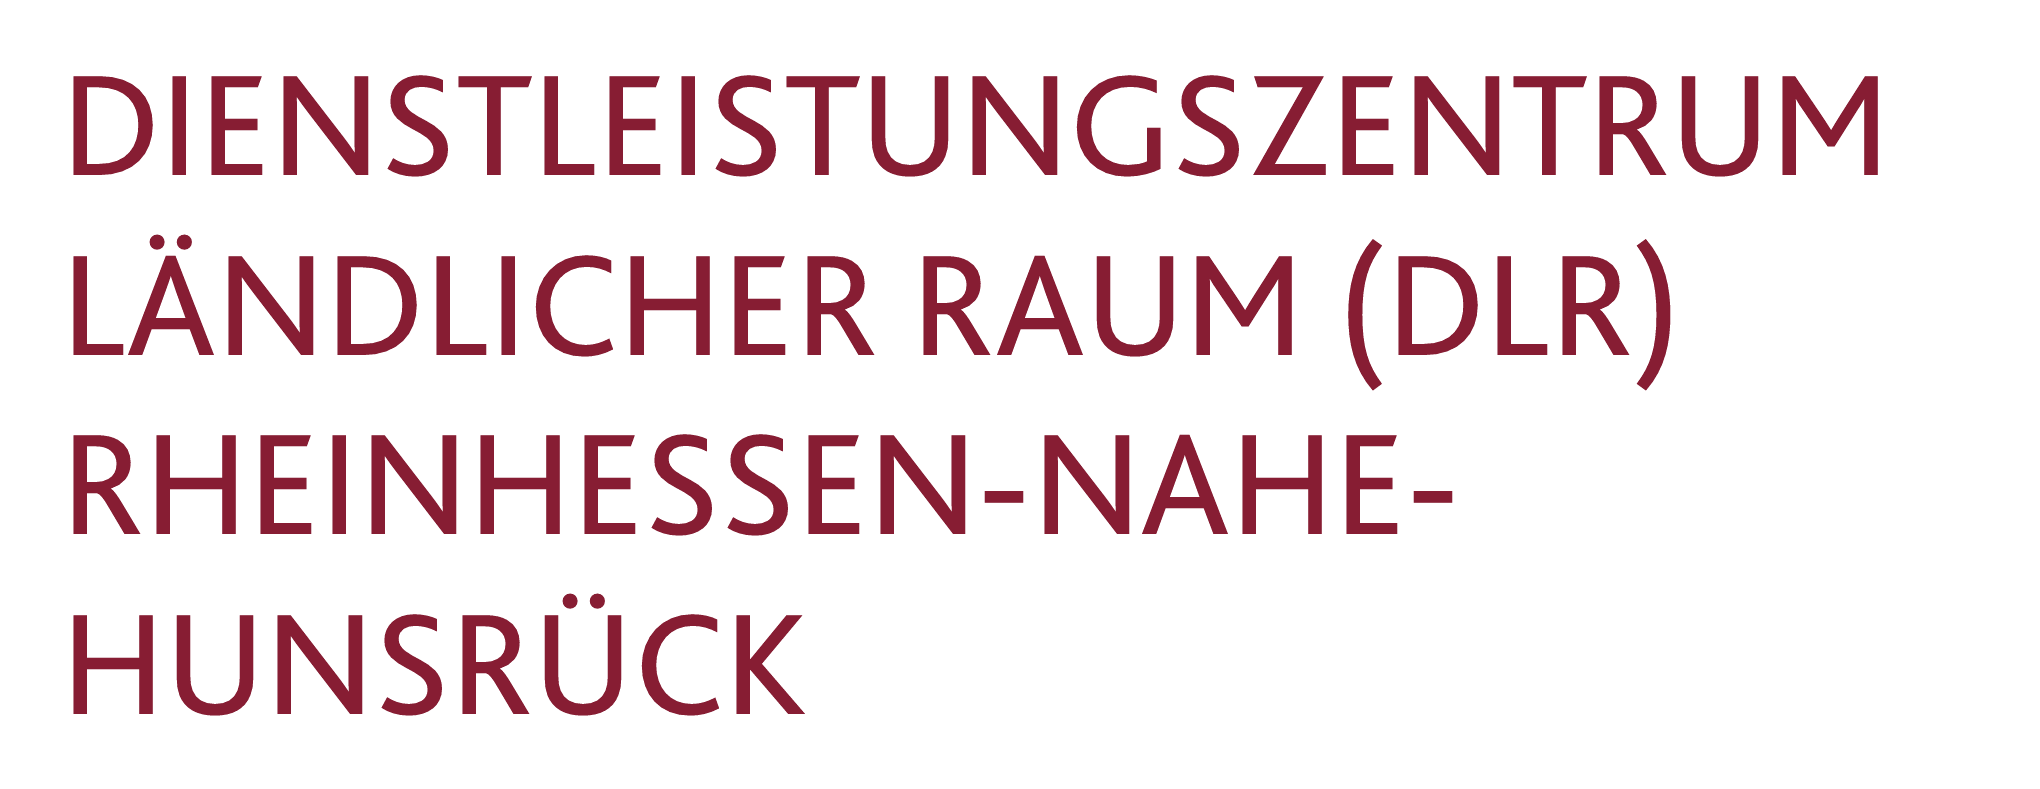 DIENSTLEISTUNGSZENTRUM
LÄNDLICHER RAUM (DLR)
RHEINHESSEN-NAHE-
HUNSRÜCK